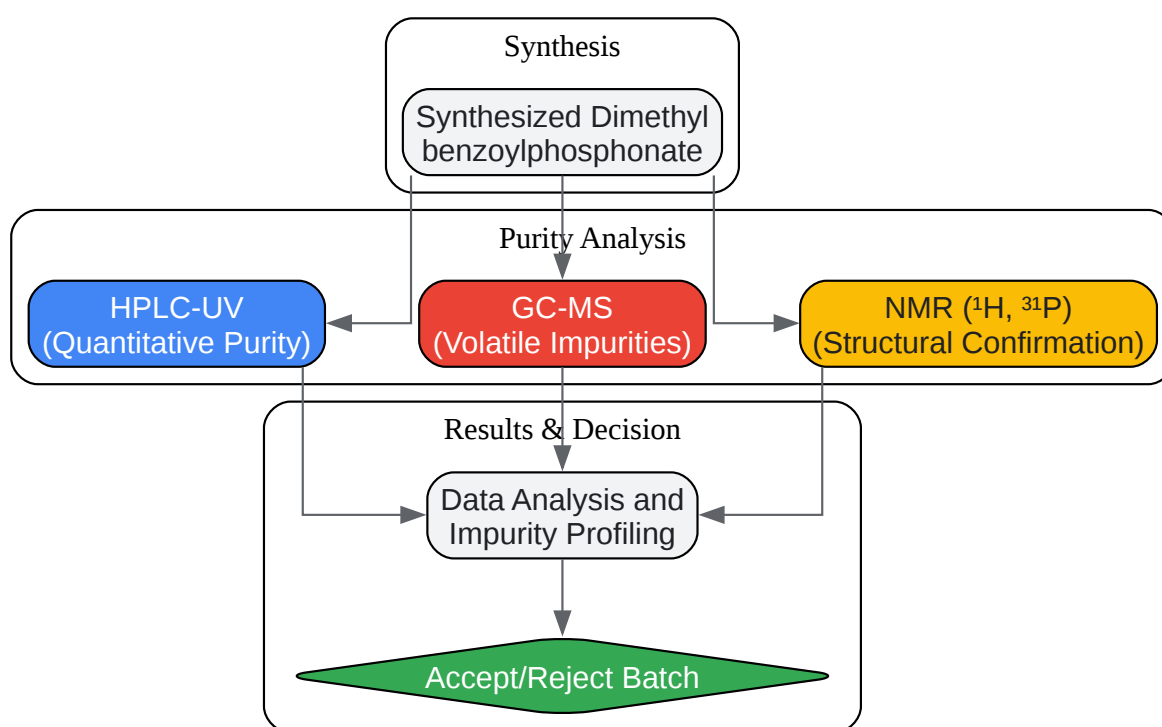 Synthesis
Synthesized Dimethyl
benzoylphosphonate
Purity Analysis
HPLC-UV
(Quantitative Purity)
GC-MS
(Volatile Impurities)
NMR (¹H, ³¹P)
(Structural Confirmation)
Results & Decision
Data Analysis and
Impurity Profiling
Accept/Reject Batch